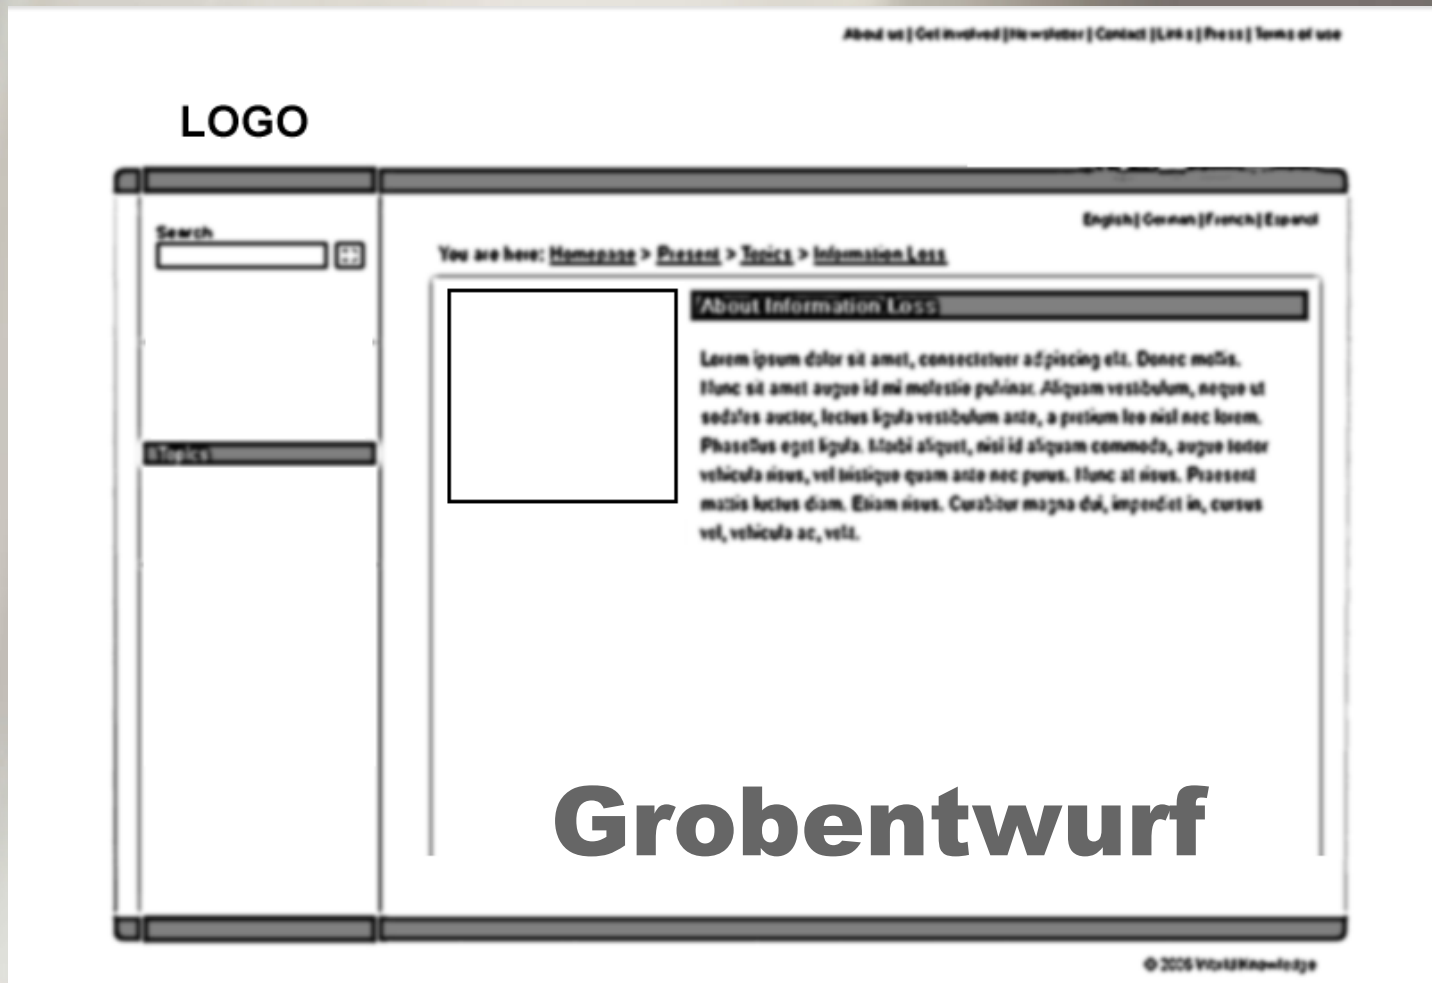 About us | Get involved | Newsletter | Contact | Links | Press | Terms of use
LOGO
English | German | French | Espanol
Search
You are here: Homepage > Present > Topics > Information Loss
About Information Loss
Lorem ipsum dolor sit amet, consectetuer adipiscing elit. Donec mollis.
Nunc sit amet augue id mi molestie pulvinar. Aliquam vestibulum, neque ut
sodales auctor, lectus ligula vestibulum ante, a pretium leo nisl nec lorem.
Phasellus eget ligula. Morbi aliquet, nisi id aliquam commodo, augue tortor
vehicula risus, vel tristique quam ante nec purus. Nunc at risus. Praesent
mattis luctus diam. Etiam risus. Curabitur magna dui, imperdiet in, cursus
vel, vehicula ac, velit.
Topics
Grobentwurf
© World Knowledge